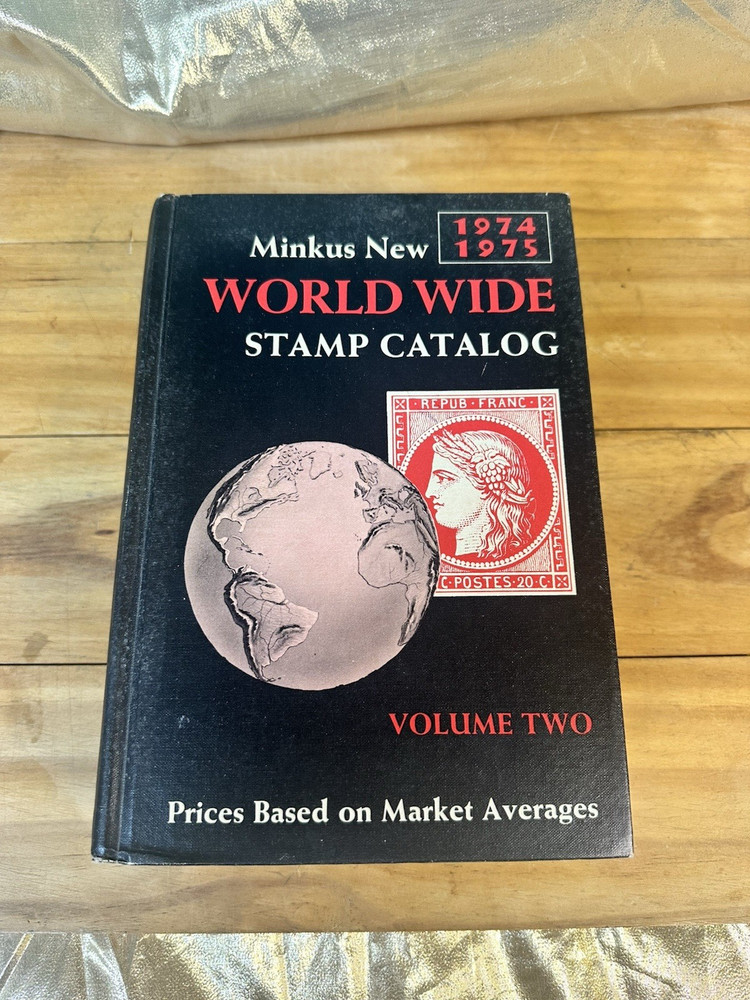 Minkus New
1974
1975
WORLD WIDE
STAMP CATALOG
· REPUB · FRANC ·
C · POSTES · 20 C ·
VOLUME TWO
Prices Based on Market Averages